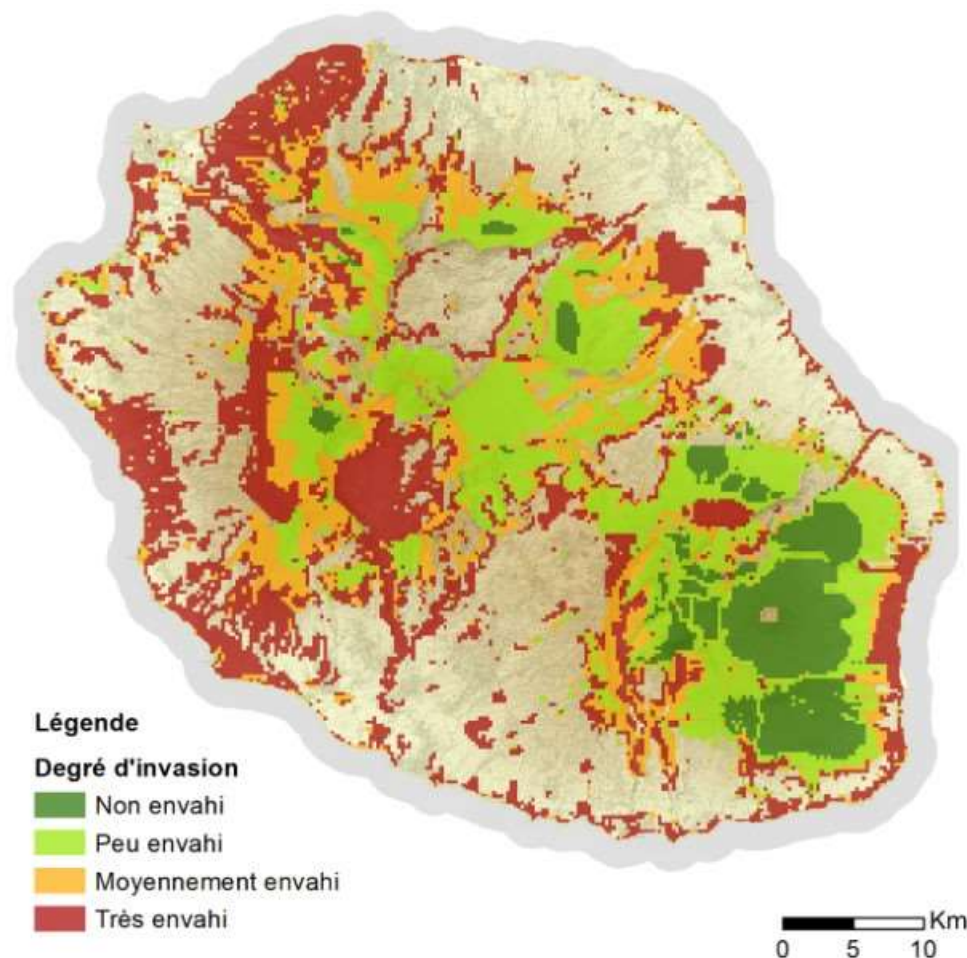 Légende
Degré d'invasion
Non envahi
Peu envahi
Moyennement envahi
Très envahi
Km
0 5 10